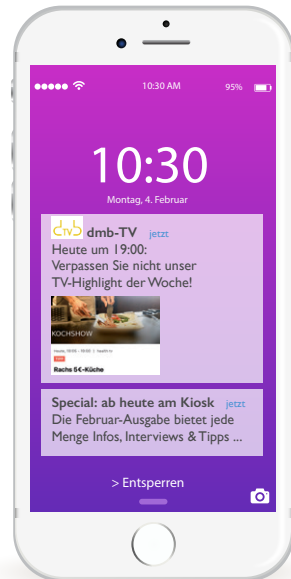 10:30 AM
95%
10:30
Montag, 4. Februar
dTVb dmb-TV jetzt
Heute um 19:00:
Verpassen Sie nicht unser
TV-Highlight der Woche!
KOCHSHOW
Rachs 5€-Küche
Special: ab heute am Kiosk jetzt
Die Februar-Ausgabe bietet jede
Menge Infos, Interviews & Tipps ...
> Entsperren